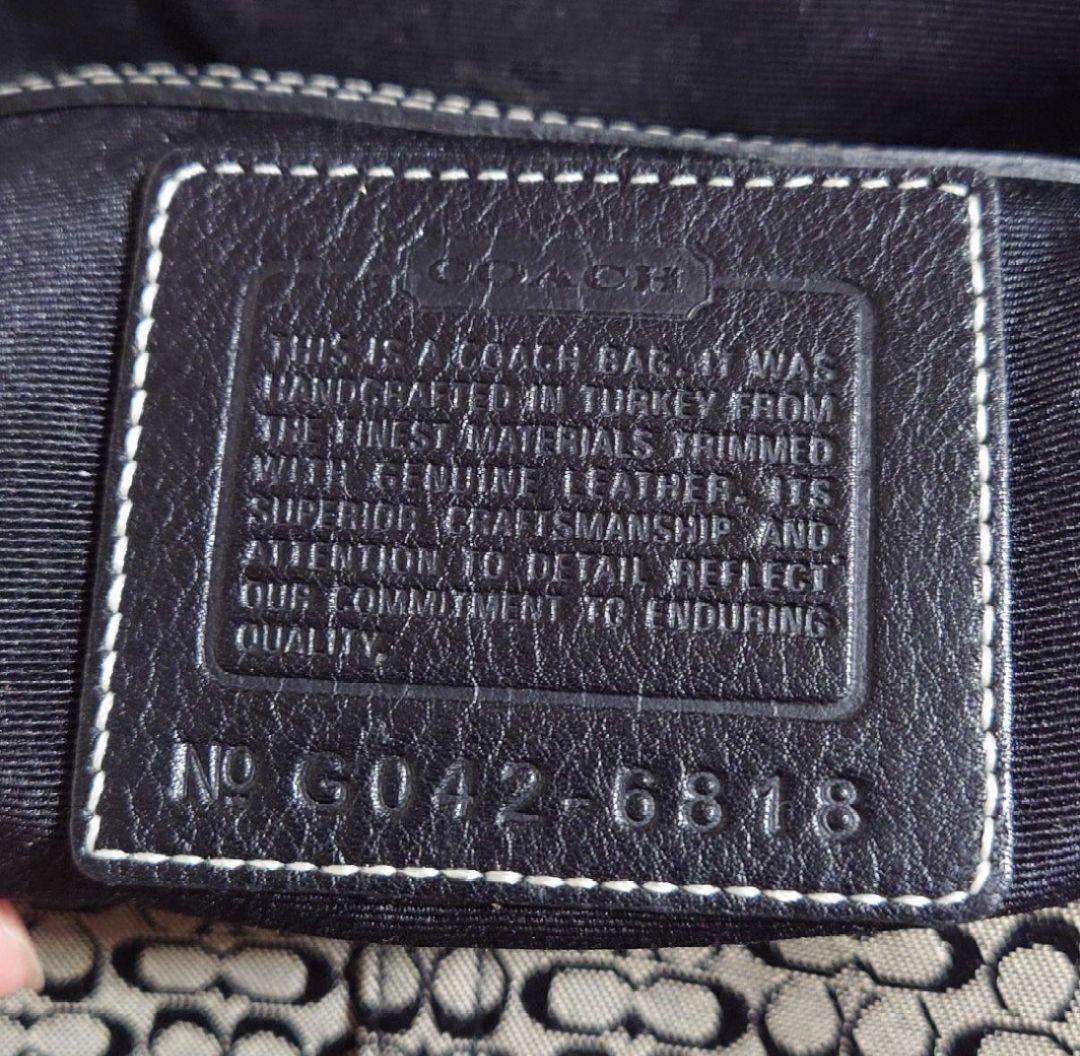 COACH
THIS IS A COACH BAG. IT WAS
HANDCRAFTED IN TURKEY FROM
THE FINEST MATERIALS TRIMMED
WITH GENUINE LEATHER. ITS
SUPERIOR CRAFTSMANSHIP AND
ATTENTION TO DETAIL REFLECT
OUR COMMITMENT TO ENDURING
QUALITY.
Nº G042-6818